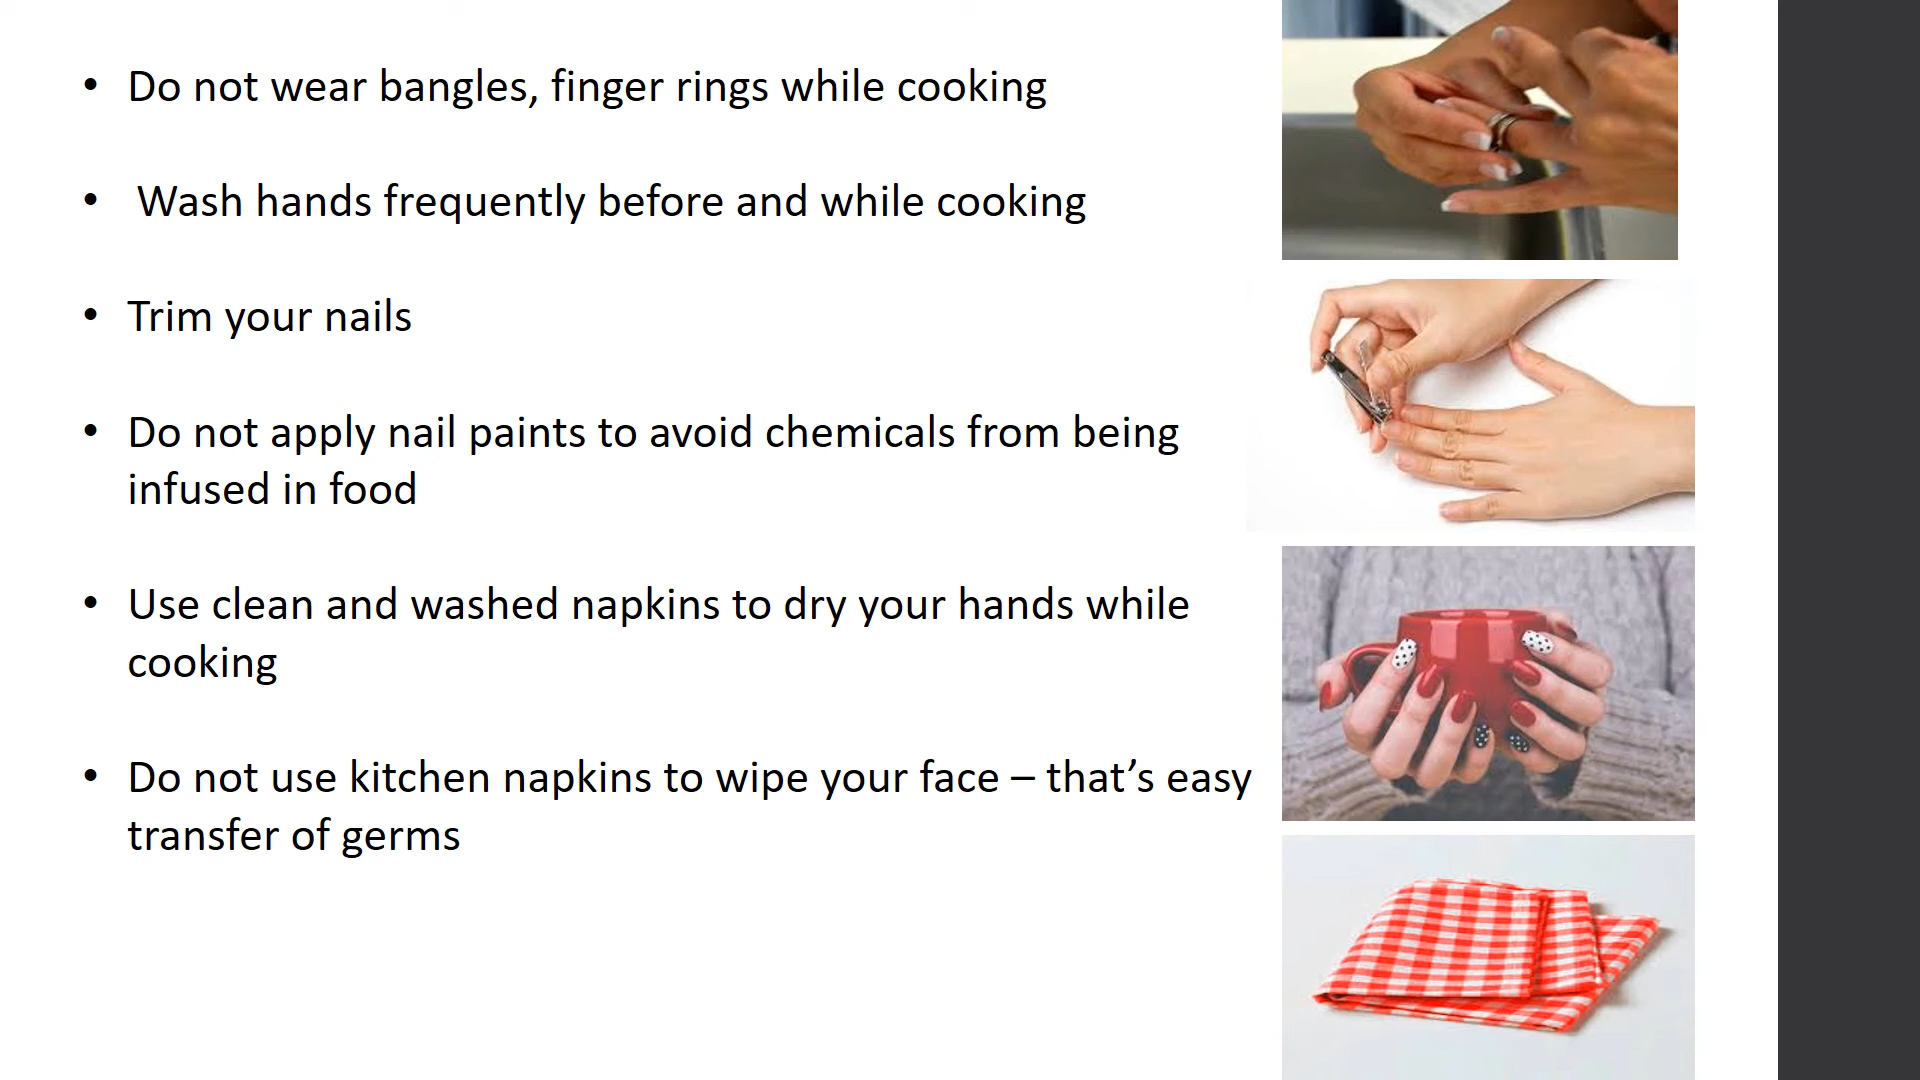 • Do not wear bangles, finger rings while cooking
• Wash hands frequently before and while cooking
• Trim your nails
• Do not apply nail paints to avoid chemicals from being
infused in food
• Use clean and washed napkins to dry your hands while
cooking
• Do not use kitchen napkins to wipe your face – that’s easy
transfer of germs